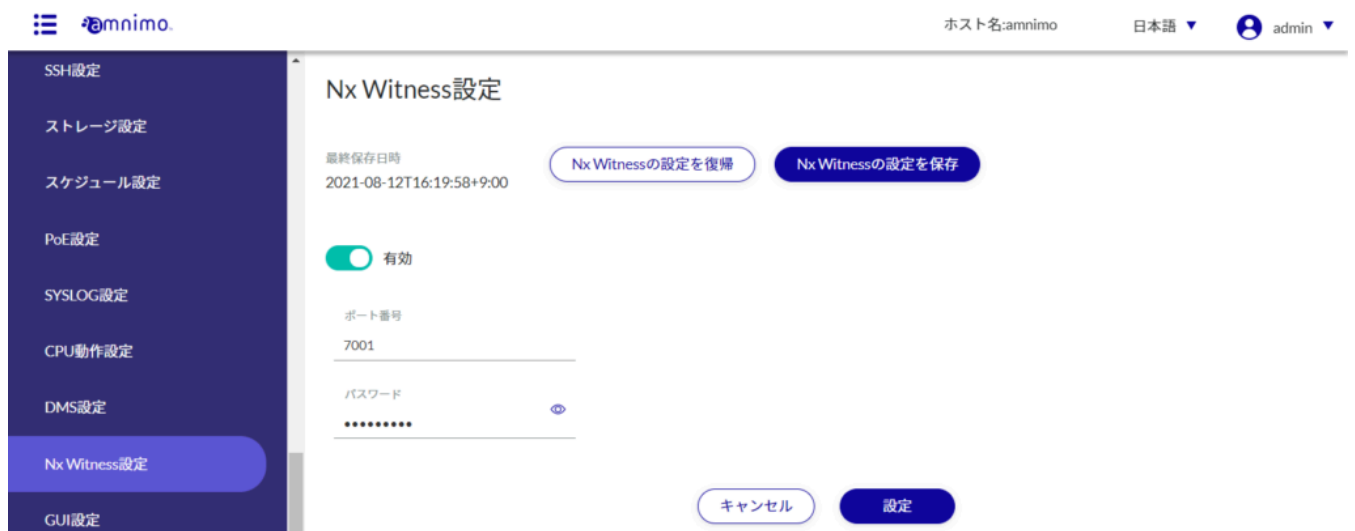 amnimo.
ホスト名:amnimo
日本語 ▼
admin ▼
SSH設定
ストレージ設定
スケジュール設定
PoE設定
SYSLOG設定
CPU動作設定
DMS設定
Nx Witness設定
GUI設定
Nx Witness設定
最終保存日時
2021-08-12T16:19:58+9:00
Nx Witnessの設定を復帰
Nx Witnessの設定を保存
有効
ポート番号
7001
パスワード
•••••••••
キャンセル
設定